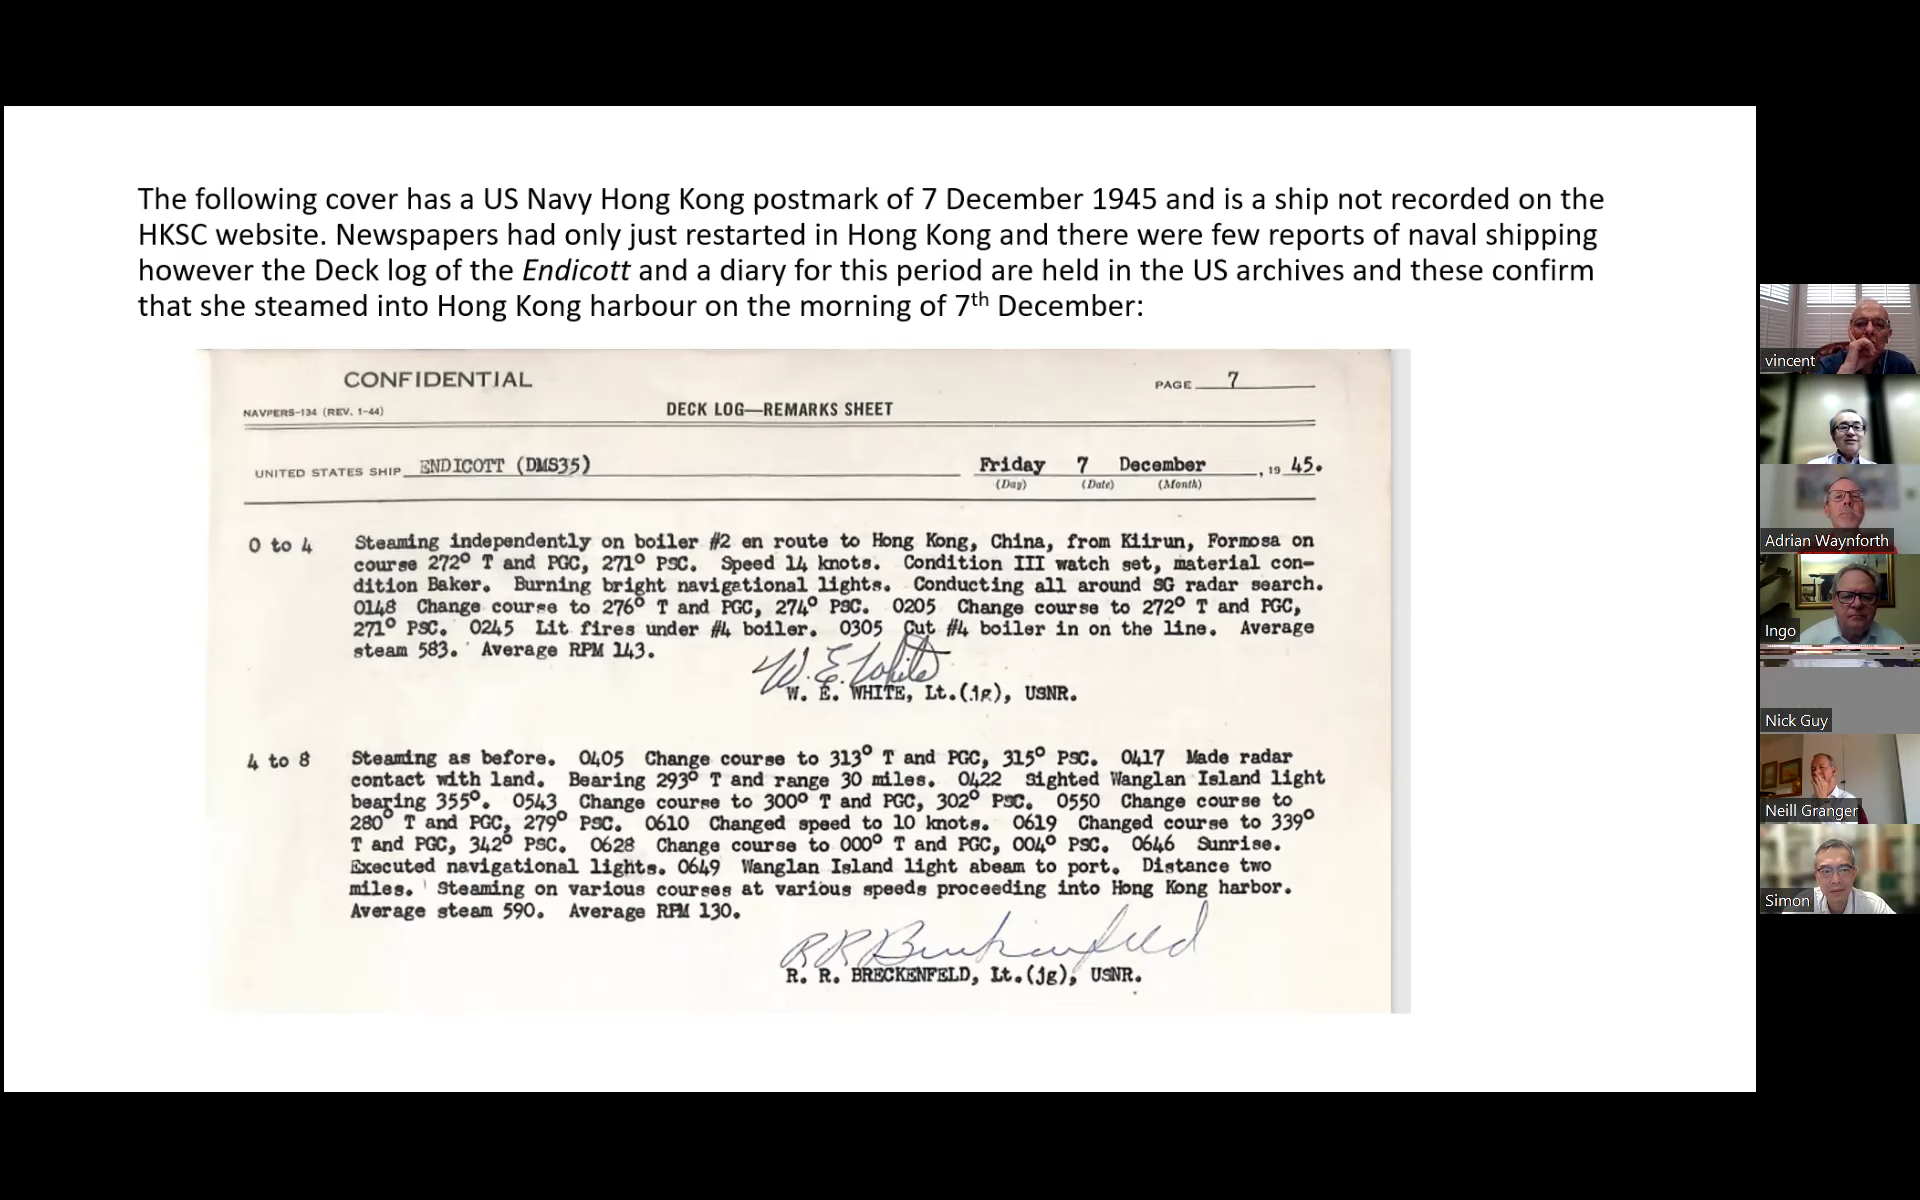 The following cover has a US Navy Hong Kong postmark of 7 December 1945 and is a ship not recorded on the
HKSC website. Newspapers had only just restarted in Hong Kong and there were few reports of naval shipping
however the Deck log of the Endicott and a diary for this period are held in the US archives and these confirm
that she steamed into Hong Kong harbour on the morning of 7th December:
CONFIDENTIAL
PAGE 7
NAVPERS-134 (REV. 1-44)
DECK LOG—REMARKS SHEET
UNITED STATES SHIP ENDICOTT (DMS35) Friday 7 December, 19 45.
(Day) (Date) (Month)
0 to 4 Steaming independently on boiler #2 en route to Hong Kong, China, from Kiirun, Formosa on
course 272° T and PGC, 271° PSC. Speed 14 knots. Condition III watch set, material con-
dition Baker. Burning bright navigational lights. Conducting all around SG radar search.
0148 Change course to 276° T and PGC, 274° PSC. 0205 Change course to 272° T and PGC,
271° PSC. 0245 Lit fires under #4 boiler. 0305 Cut #4 boiler in on the line. Average
steam 583. Average RPM 143.
W. E. White
W. E. WHITE, Lt.(jg), USNR.
4 to 8 Steaming as before. 0405 Change course to 313° T and PGC, 315° PSC. 0417 Made radar
contact with land. Bearing 293° T and range 30 miles. 0422 Sighted Wanglan Island light
bearing 355°. 0543 Change course to 300° T and PGC, 302° PSC. 0550 Change course to
280° T and PGC, 279° PSC. 0610 Changed speed to 10 knots. 0619 Changed course to 339°
T and PGC, 342° PSC. 0628 Change course to 000° T and PGC, 004° PSC. 0646 Sunrise.
Executed navigational lights. 0649 Wanglan Island light abeam to port. Distance two
miles. Steaming on various courses at various speeds proceeding into Hong Kong harbor.
Average steam 590. Average RPM 130.
R R Breckenfeld
R. R. BRECKENFELD, Lt.(jg), USNR.
vincent
Adrian Waynforth
Ingo
Nick Guy
Neill Granger
Simon